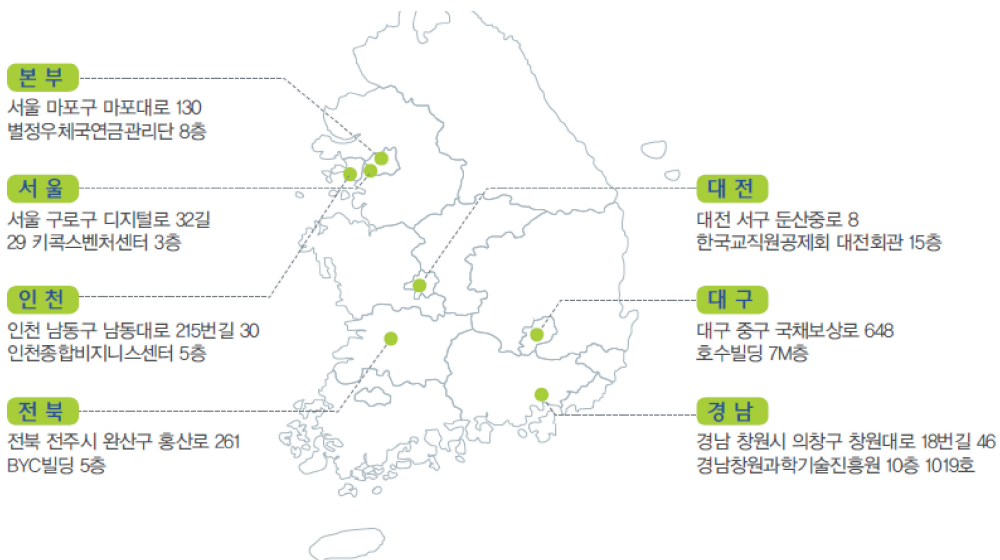 본부
서울 마포구 마포대로 130
별정우체국연금관리단 8층
서울
서울 구로구 디지털로 32길
29 키콕스벤처센터 3층
인천
인천 남동구 남동대로 215번길 30
인천종합비지니스센터 5층
전북
전북 전주시 완산구 홍산로 261
BYC빌딩 5층
대전
대전 서구 둔산중로 8
한국교직원공제회 대전회관 15층
대구
대구 중구 국채보상로 648
호수빌딩 7M층
경남
경남 창원시 의창구 창원대로 18번길 46
경남창원과학기술진흥원 10층 1019호